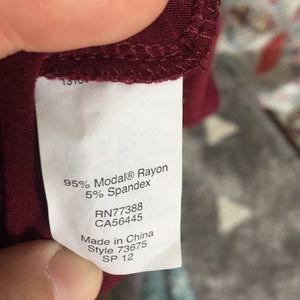 95% Modal® Rayon
5% Spandex
RN77388
CA56445
Made in China
Style 73675
SP 12